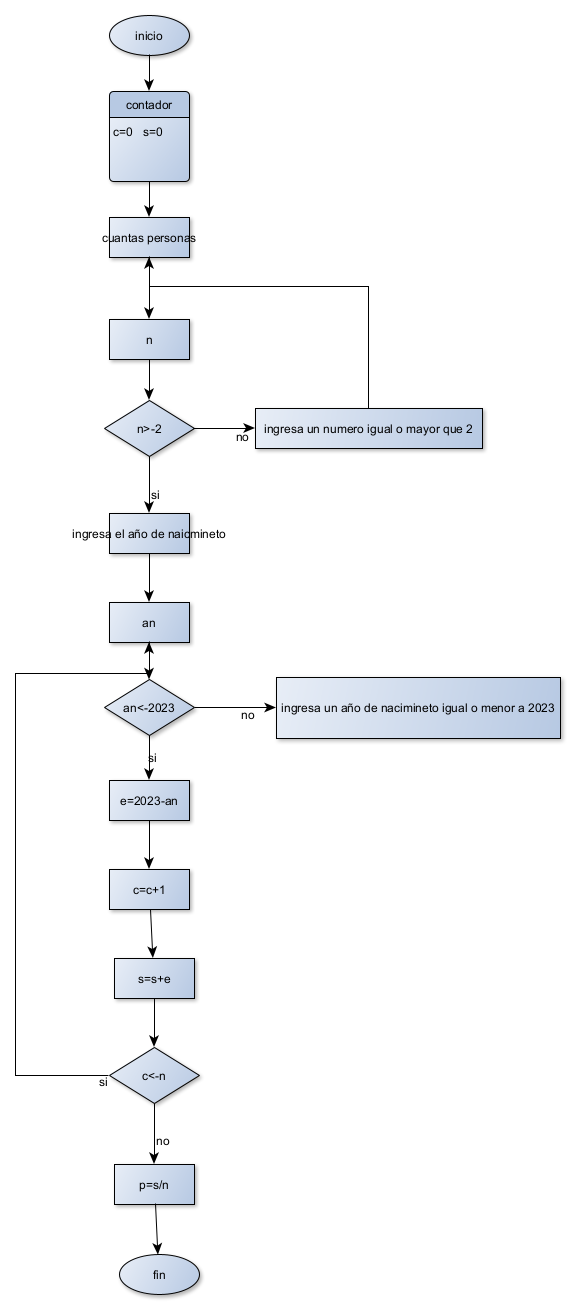 inicio
contador
c=0 s=0
cuantas personas
n
n>-2
no
ingresa un numero igual o mayor que 2
si
ingresa el año de naicmineto
an
an<-2023
no
ingresa un año de nacimineto igual o menor a 2023
si
e=2023-an
c=c+1
s=s+e
c<-n
si
no
p=s/n
fin